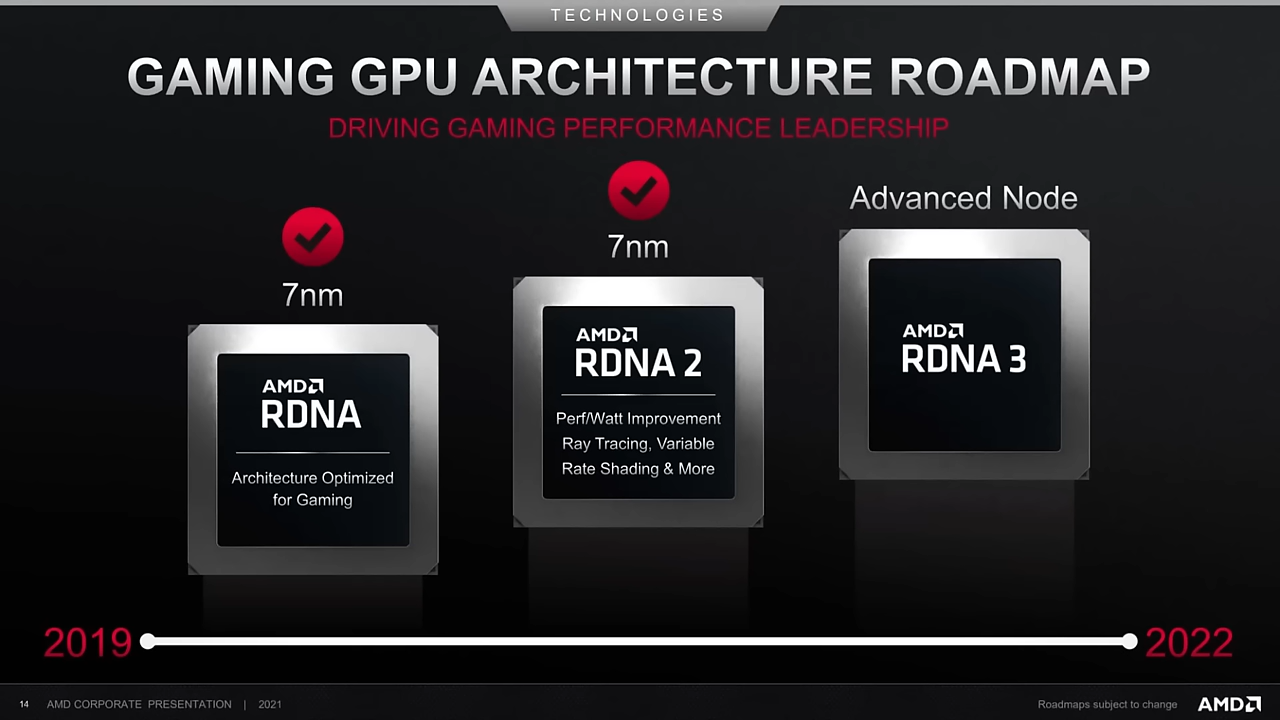 TECHNOLOGIES
GAMING GPU ARCHITECTURE ROADMAP
DRIVING GAMING PERFORMANCE LEADERSHIP
7nm
AMD
RDNA
Architecture Optimized
for Gaming
7nm
AMD
RDNA 2
Perf/Watt Improvement
Ray Tracing, Variable
Rate Shading & More
Advanced Node
AMD
RDNA 3
2019
2022
14 AMD CORPORATE PRESENTATION | 2021
Roadmaps subject to change
AMD